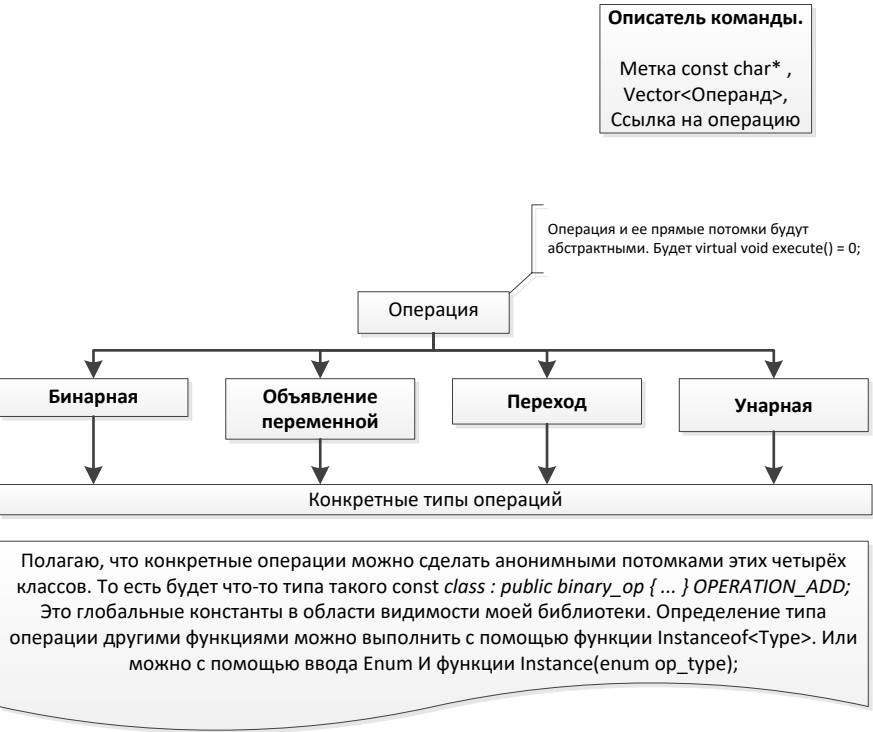 Описатель команды.
Метка const char* ,
Vector<Операнд>,
Ссылка на операцию
Операция и ее прямые потомки будут
абстрактными. Будет virtual void execute() = 0;
Операция
Бинарная
Объявление
переменной
Переход
Унарная
Конкретные типы операций
Полагаю, что конкретные операции можно сделать анонимными потомками этих четырёх
классов. То есть будет что-то типа такого const class : public binary_op { ... } OPERATION_ADD;
Это глобальные константы в области видимости моей библиотеки. Определение типа
операции другими функциями можно выполнить с помощью функции Instanceof<Type>. Или
можно с помощью ввода Enum И функции Instance(enum op_type);